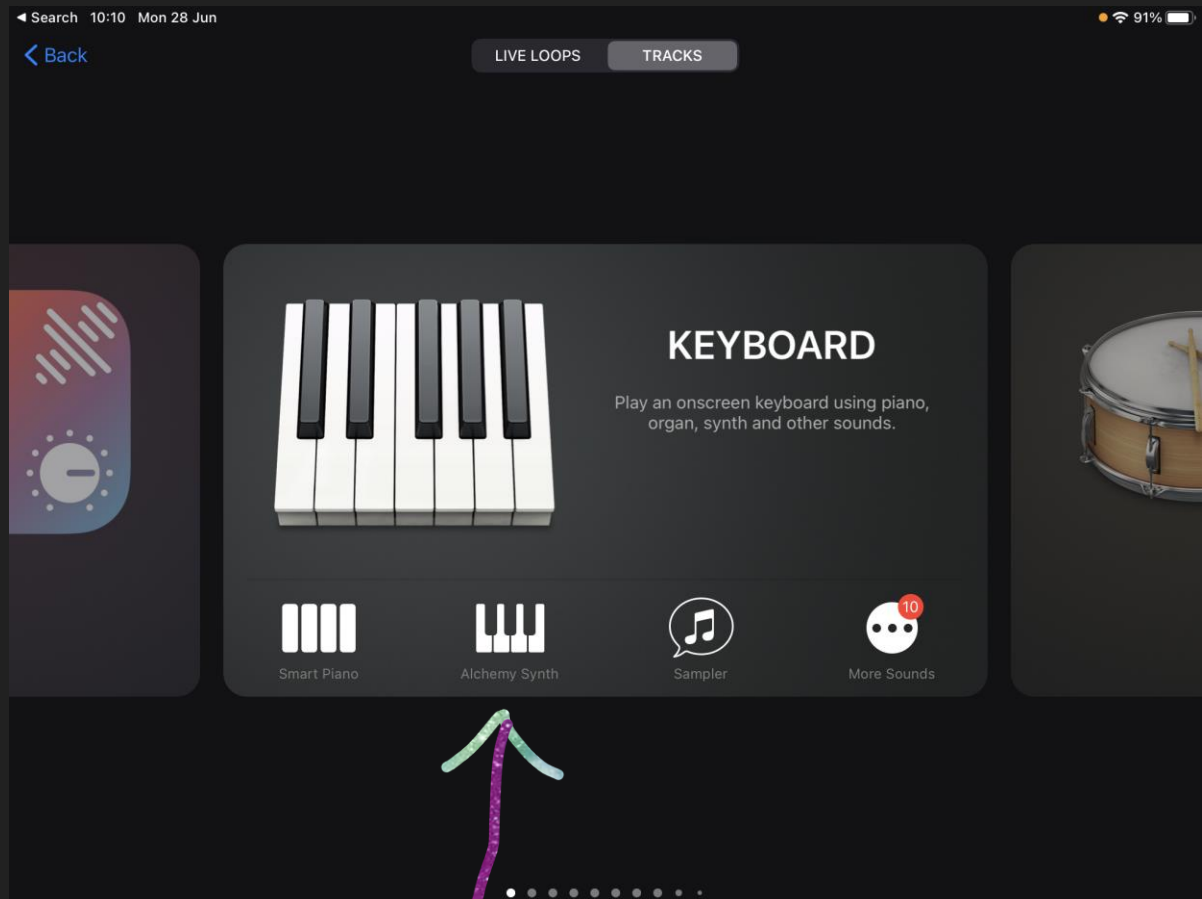 Search 10:10 Mon 28 Jun
91%
Back
LIVE LOOPS TRACKS
KEYBOARD
Play an onscreen keyboard using piano,
organ, synth and other sounds.
10
Smart Piano Alchemy Synth Sampler More Sounds